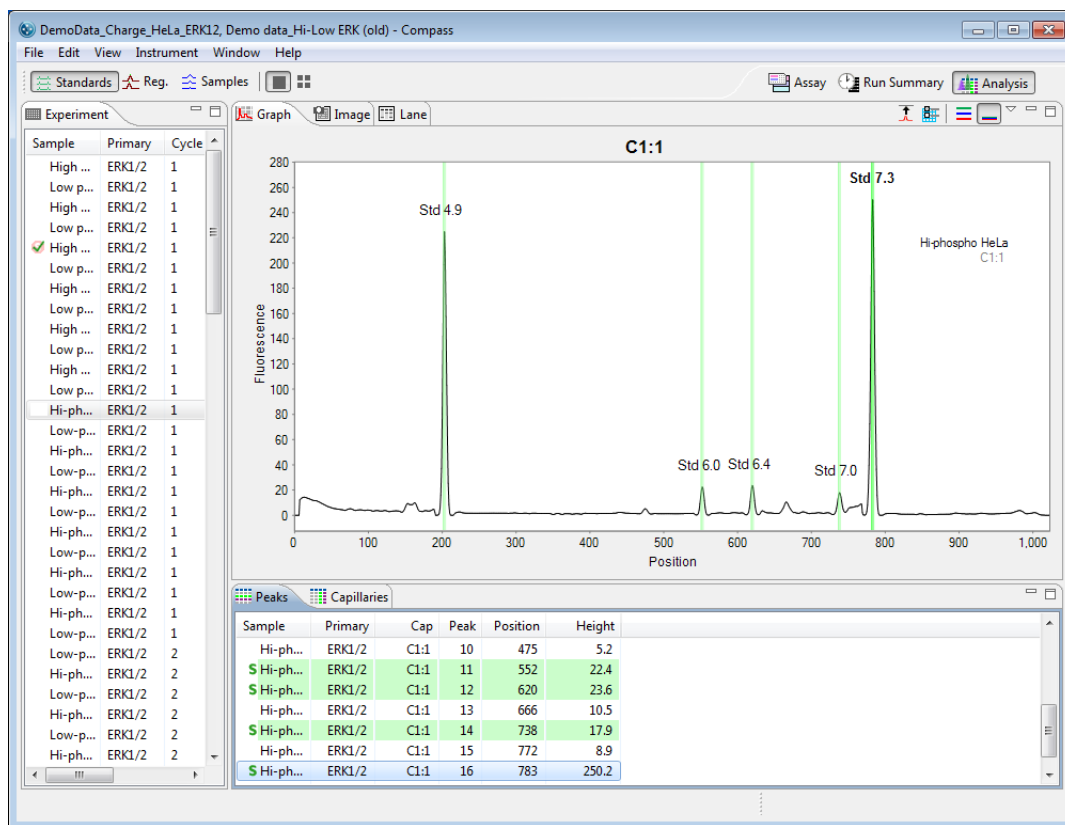 DemoData_Charge_HeLa_ERK12, Demo data_Hi-Low ERK (old) - Compass
File Edit View Instrument Window Help
Standards Reg. Samples Assay Run Summary Analysis
Experiment
Sample Primary Cycle
High ... ERK1/2 1
Low p... ERK1/2 1
High ... ERK1/2 1
Low p... ERK1/2 1
High ... ERK1/2 1
Low p... ERK1/2 1
High ... ERK1/2 1
Low p... ERK1/2 1
High ... ERK1/2 1
Low p... ERK1/2 1
High ... ERK1/2 1
Low p... ERK1/2 1
Hi-ph... ERK1/2 1
Low-p... ERK1/2 1
Hi-ph... ERK1/2 1
Low-p... ERK1/2 1
Hi-ph... ERK1/2 1
Low-p... ERK1/2 1
Hi-ph... ERK1/2 1
Low-p... ERK1/2 1
Hi-ph... ERK1/2 1
Low-p... ERK1/2 1
Hi-ph... ERK1/2 1
Low-p... ERK1/2 1
Low-p... ERK1/2 2
Hi-ph... ERK1/2 2
Low-p... ERK1/2 2
Hi-ph... ERK1/2 2
Low-p... ERK1/2 2
Hi-ph... ERK1/2 2
Graph Image Lane
C1:1
280
260
240
220
200
180
160
140
120
100
80
60
40
20
0
Fluorescence
Std 4.9
Std 6.0
Std 6.4
Std 7.0
Std 7.3
Hi-phospho HeLa
C1:1
0 100 200 300 400 500 600 700 800 900 1,000
Position
Peaks Capillaries
Sample Primary Cap Peak Position Height
Hi-ph... ERK1/2 C1:1 10 475 5.2
S Hi-ph... ERK1/2 C1:1 11 552 22.4
S Hi-ph... ERK1/2 C1:1 12 620 23.6
Hi-ph... ERK1/2 C1:1 13 666 10.5
S Hi-ph... ERK1/2 C1:1 14 738 17.9
Hi-ph... ERK1/2 C1:1 15 772 8.9
S Hi-ph... ERK1/2 C1:1 16 783 250.2